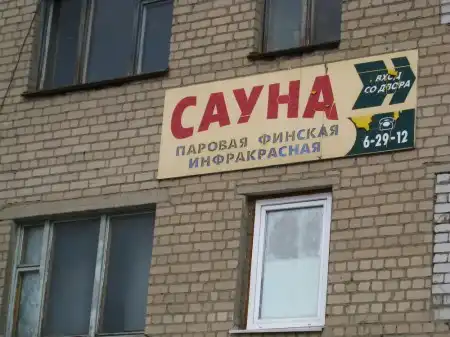 САУНА
ПАРОВАЯ ФИНСКАЯ
ИНФРАКРАСНАЯ
ВХОД
СО ДВОРА
6-29-12